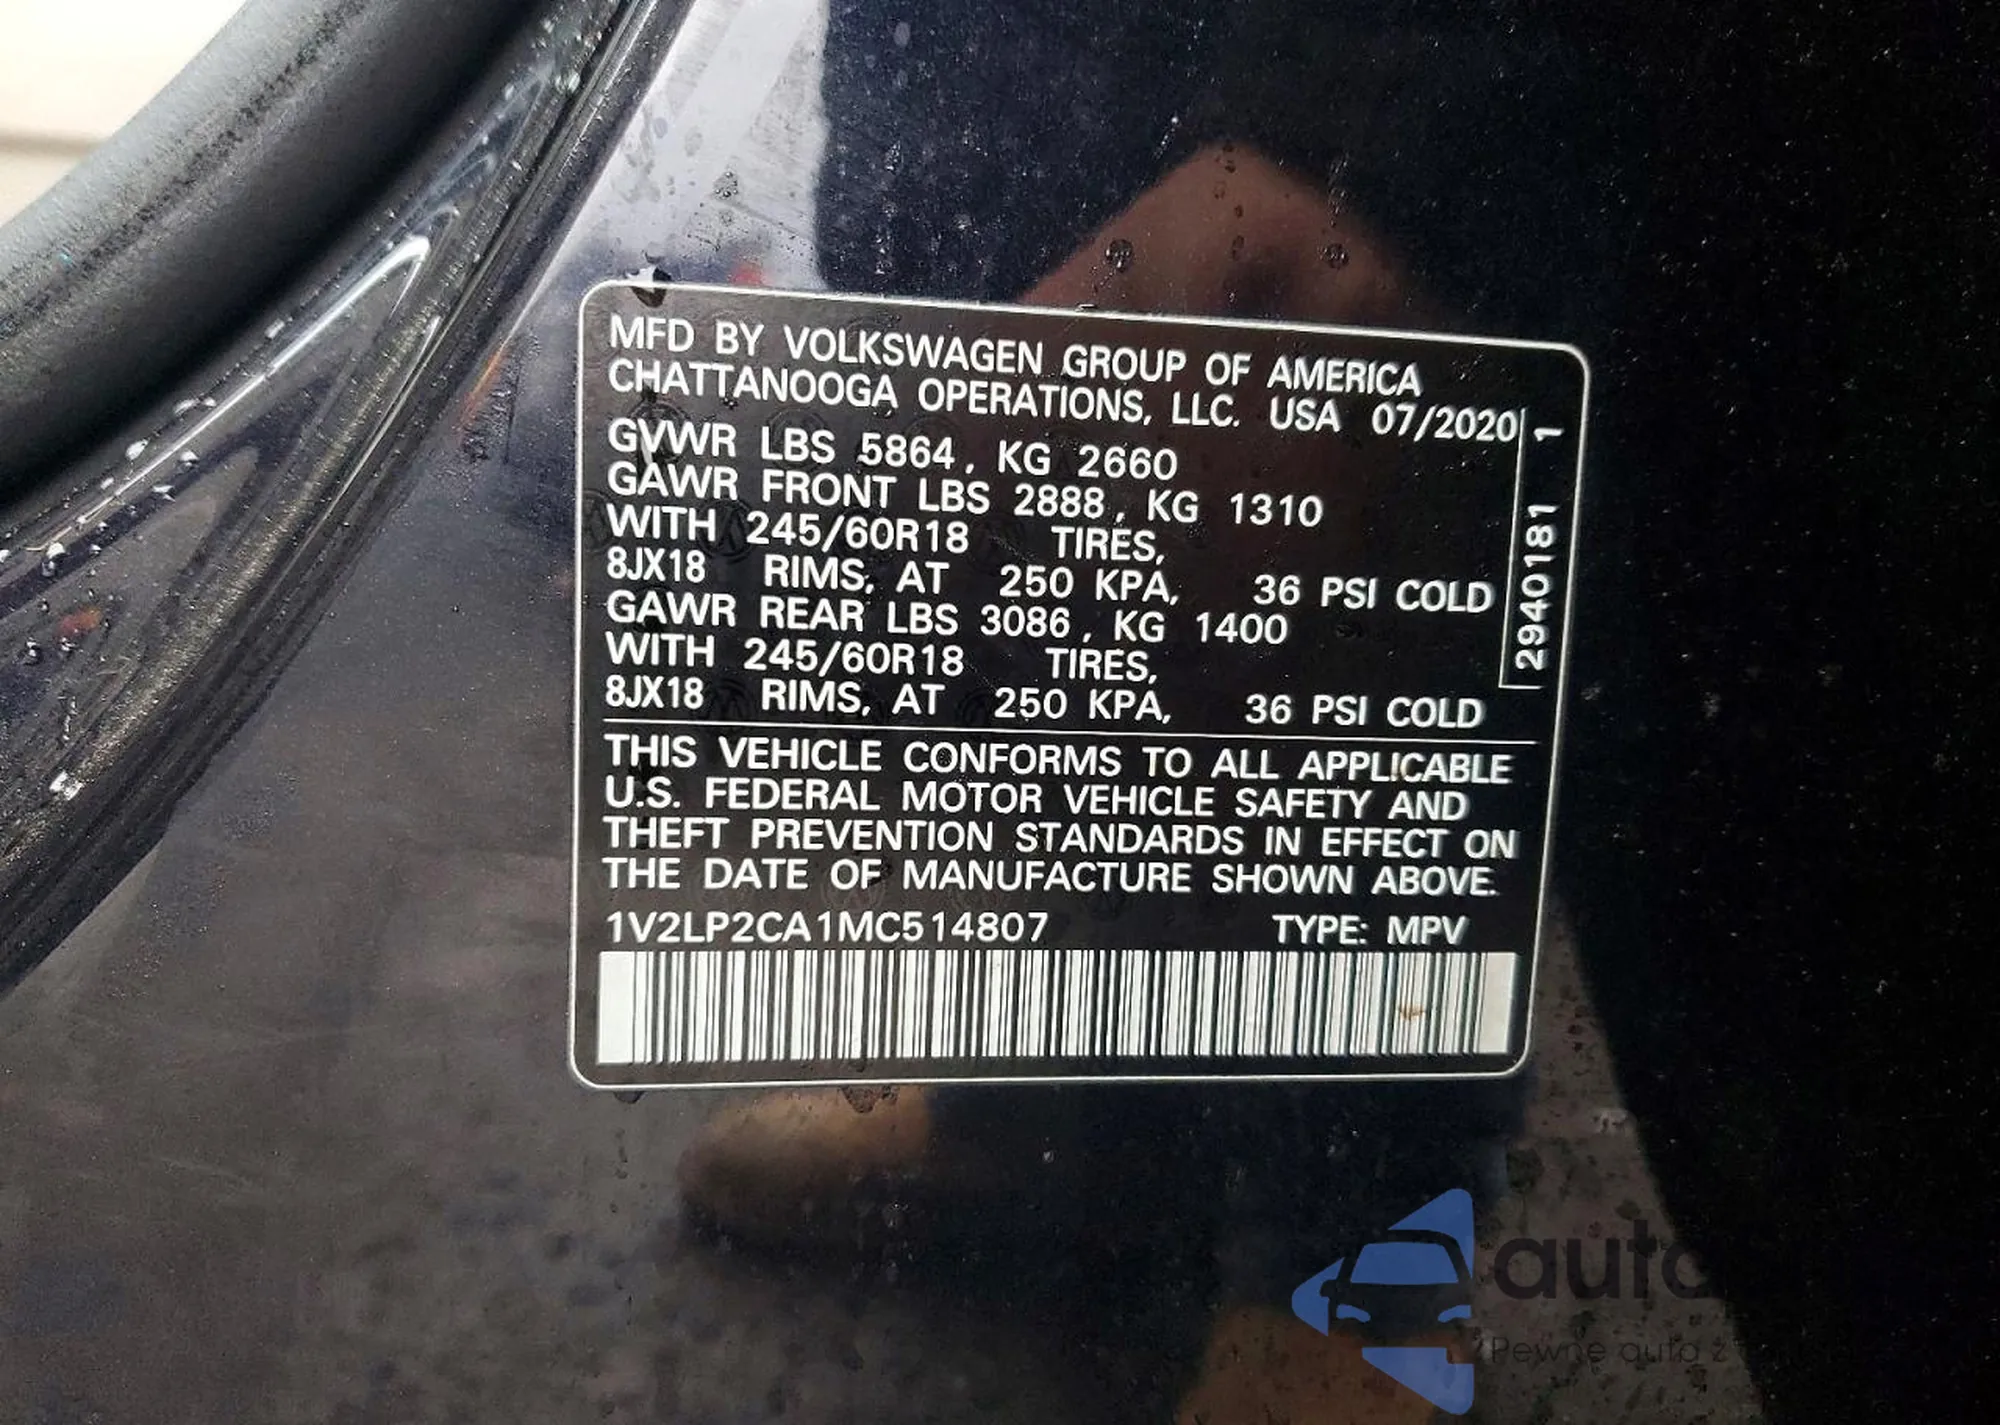 MFD BY VOLKSWAGEN GROUP OF AMERICA
CHATTANOOGA OPERATIONS, LLC. USA 07/2020
GVWR LBS 5864, KG 2660
GAWR FRONT LBS 2888, KG 1310
WITH 245/60R18 TIRES,
8JX18 RIMS, AT 250 KPA, 36 PSI COLD
GAWR REAR LBS 3086, KG 1400
WITH 245/60R18 TIRES,
8JX18 RIMS, AT 250 KPA, 36 PSI COLD
2940181 1
THIS VEHICLE CONFORMS TO ALL APPLICABLE
U.S. FEDERAL MOTOR VEHICLE SAFETY AND
THEFT PREVENTION STANDARDS IN EFFECT ON
THE DATE OF MANUFACTURE SHOWN ABOVE.
1V2LP2CA1MC514807 TYPE: MPV
auto
Pewne auta z